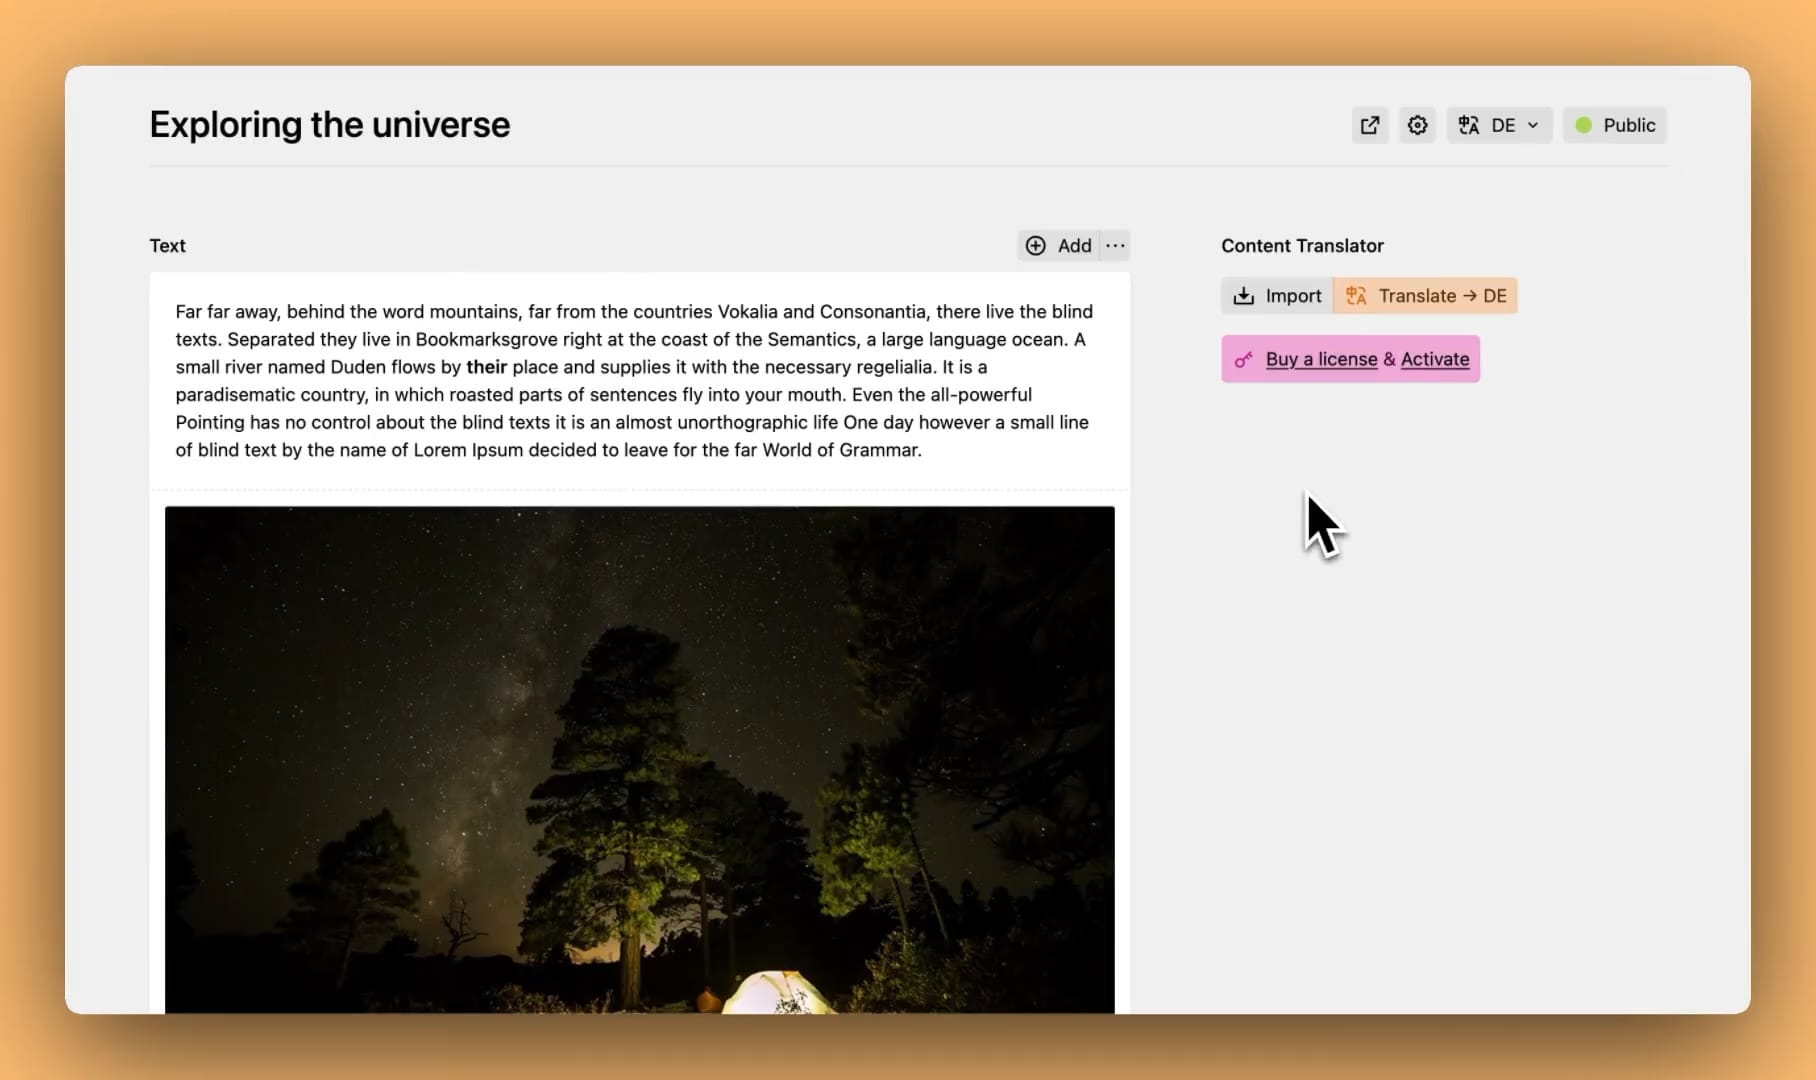 Exploring the universe
DE
Public
Text
Add
Far far away, behind the word mountains, far from the countries Vokalia and Consonantia, there live the blind
texts. Separated they live in Bookmarksgrove right at the coast of the Semantics, a large language ocean. A
small river named Duden flows by their place and supplies it with the necessary regelialia. It is a
paradisematic country, in which roasted parts of sentences fly into your mouth. Even the all-powerful
Pointing has no control about the blind texts it is an almost unorthographic life One day however a small line
of blind text by the name of Lorem Ipsum decided to leave for the far World of Grammar.
Content Translator
Import
Translate → DE
Buy a license & Activate